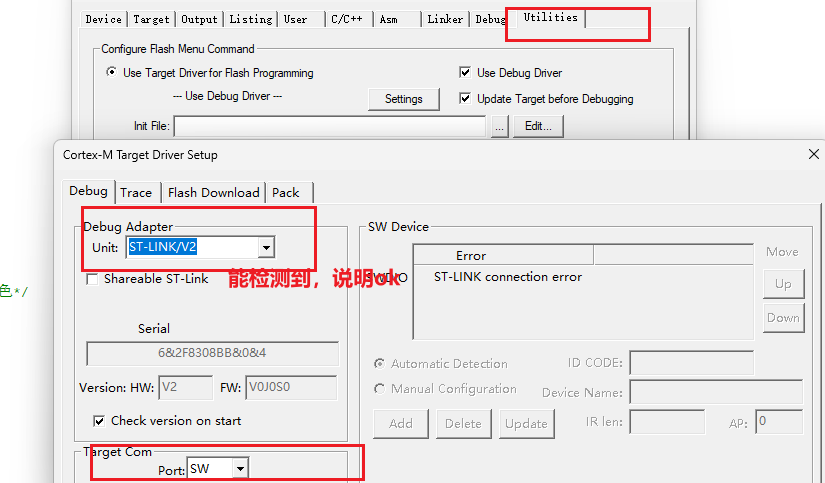 Device Target Output Listing User C/C++ Asm Linker Debug Utilities
Configure Flash Menu Command
Use Target Driver for Flash Programming
Use Debug Driver
--- Use Debug Driver ---
Settings
Update Target before Debugging
Init File:
...
Edit...
Cortex-M Target Driver Setup
Debug Trace Flash Download Pack
Debug Adapter
Unit: ST-LINK/V2
Shareable ST-Link
能检测到，说明ok
色*/
Serial
6&2F8308BB&0&4
Version: HW: V2 FW: V0J0S0
Check version on start
Target Com
Port: SW
SW Device
Error
SWDIO
ST-LINK connection error
Move
Up
Down
Automatic Detection
ID CODE:
Manual Configuration
Device Name:
Add Delete Update
IR len:
AP: 0